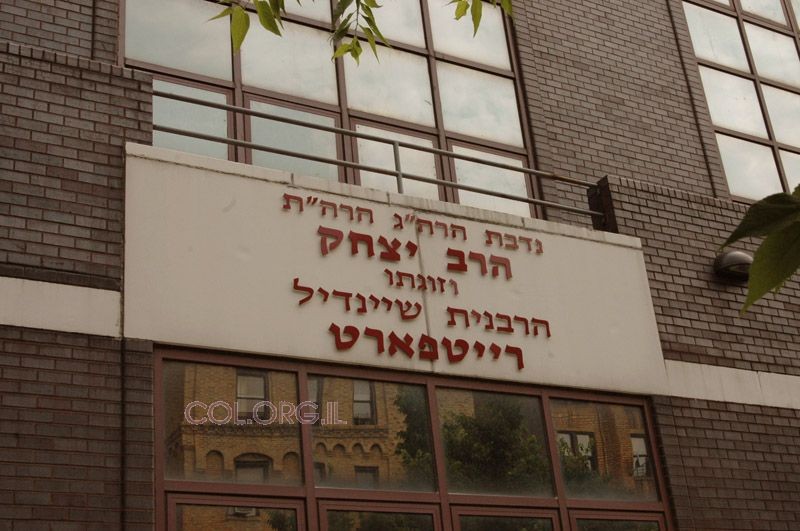 נדבת הרה"ג הרה"ת
הרב יצחק
וזוגתו
הרבנית שיינדיל
רייטפארט
COL.ORG.IL